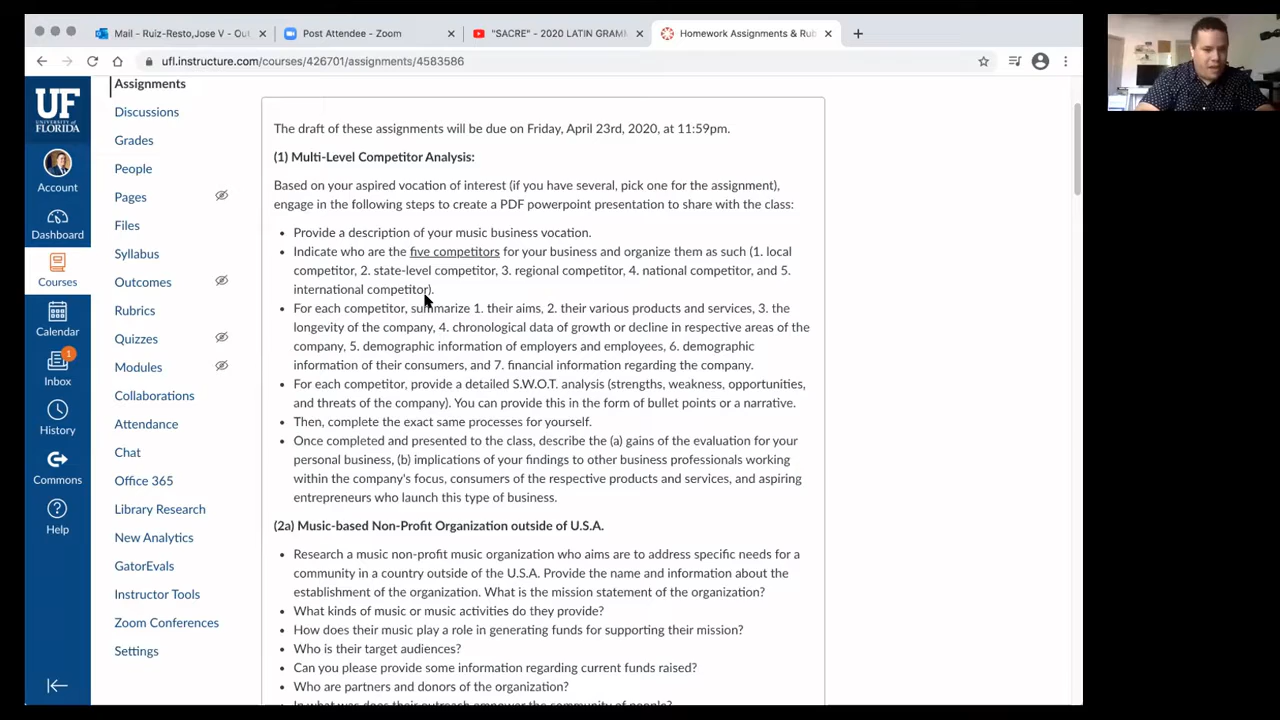 Mail - Ruiz-Resto,Jose V - Out
Post Attendee - Zoom
"SACRE" - 2020 LATIN GRAMM
Homework Assignments & Rub
ufl.instructure.com/courses/426701/assignments/4583586
UF
UNIVERSITY of
FLORIDA
Account
Dashboard
Courses
Calendar
1
Inbox
History
Commons
Help
Assignments
Discussions
Grades
People
Pages
Files
Syllabus
Outcomes
Rubrics
Quizzes
Modules
Collaborations
Attendance
Chat
Office 365
Library Research
New Analytics
GatorEvals
Instructor Tools
Zoom Conferences
Settings
The draft of these assignments will be due on Friday, April 23rd, 2020, at 11:59pm.
(1) Multi-Level Competitor Analysis:
Based on your aspired vocation of interest (if you have several, pick one for the assignment),
engage in the following steps to create a PDF powerpoint presentation to share with the class:
• Provide a description of your music business vocation.
• Indicate who are the five competitors for your business and organize them as such (1. local
competitor, 2. state-level competitor, 3. regional competitor, 4. national competitor, and 5.
international competitor).
• For each competitor, summarize 1. their aims, 2. their various products and services, 3. the
longevity of the company, 4. chronological data of growth or decline in respective areas of the
company, 5. demographic information of employers and employees, 6. demographic
information of their consumers, and 7. financial information regarding the company.
• For each competitor, provide a detailed S.W.O.T. analysis (strengths, weakness, opportunities,
and threats of the company). You can provide this in the form of bullet points or a narrative.
• Then, complete the exact same processes for yourself.
• Once completed and presented to the class, describe the (a) gains of the evaluation for your
personal business, (b) implications of your findings to other business professionals working
within the company's focus, consumers of the respective products and services, and aspiring
entrepreneurs who launch this type of business.
(2a) Music-based Non-Profit Organization outside of U.S.A.
• Research a music non-profit music organization who aims are to address specific needs for a
community in a country outside of the U.S.A. Provide the name and information about the
establishment of the organization. What is the mission statement of the organization?
• What kinds of music or music activities do they provide?
• How does their music play a role in generating funds for supporting their mission?
• Who is their target audiences?
• Can you please provide some information regarding current funds raised?
• Who are partners and donors of the organization?
• In what was does their outreach empower the community of people?